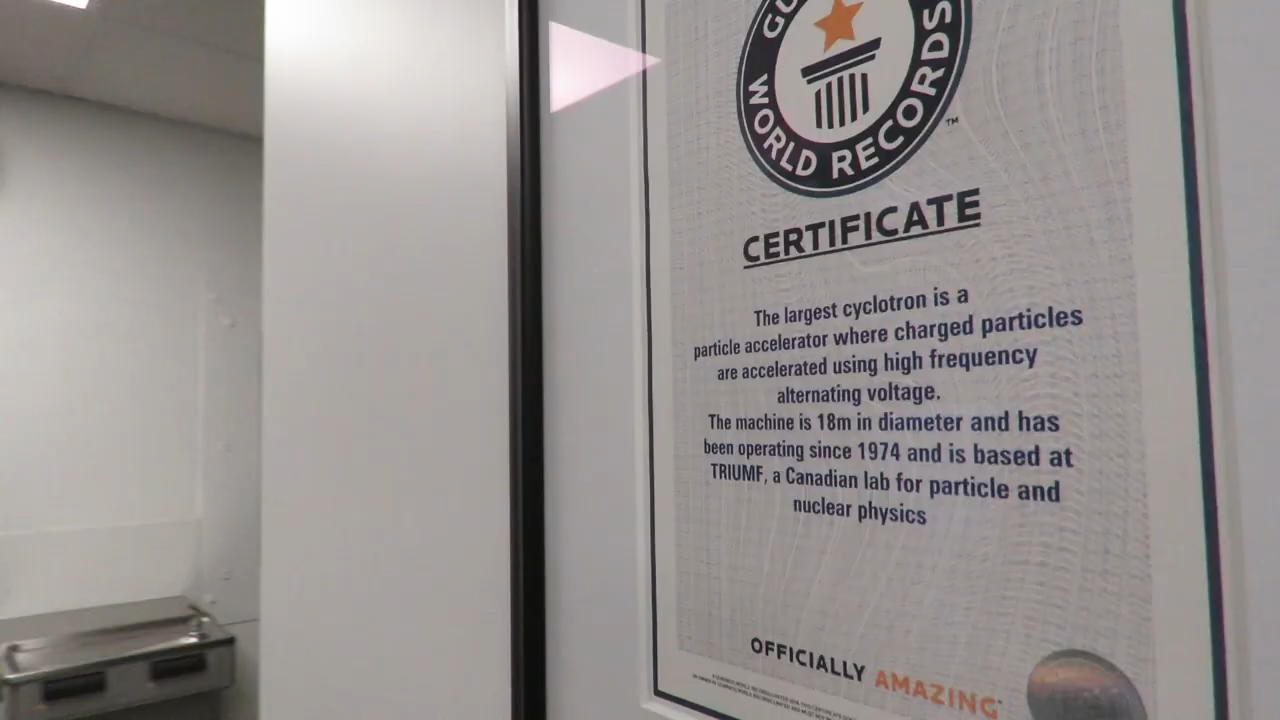 GU
WORLD RECORDS
™
CERTIFICATE
The largest cyclotron is a
particle accelerator where charged particles
are accelerated using high frequency
alternating voltage.
The machine is 18m in diameter and has
been operating since 1974 and is based at
TRIUMF, a Canadian lab for particle and
nuclear physics
OFFICIALLY AMAZING